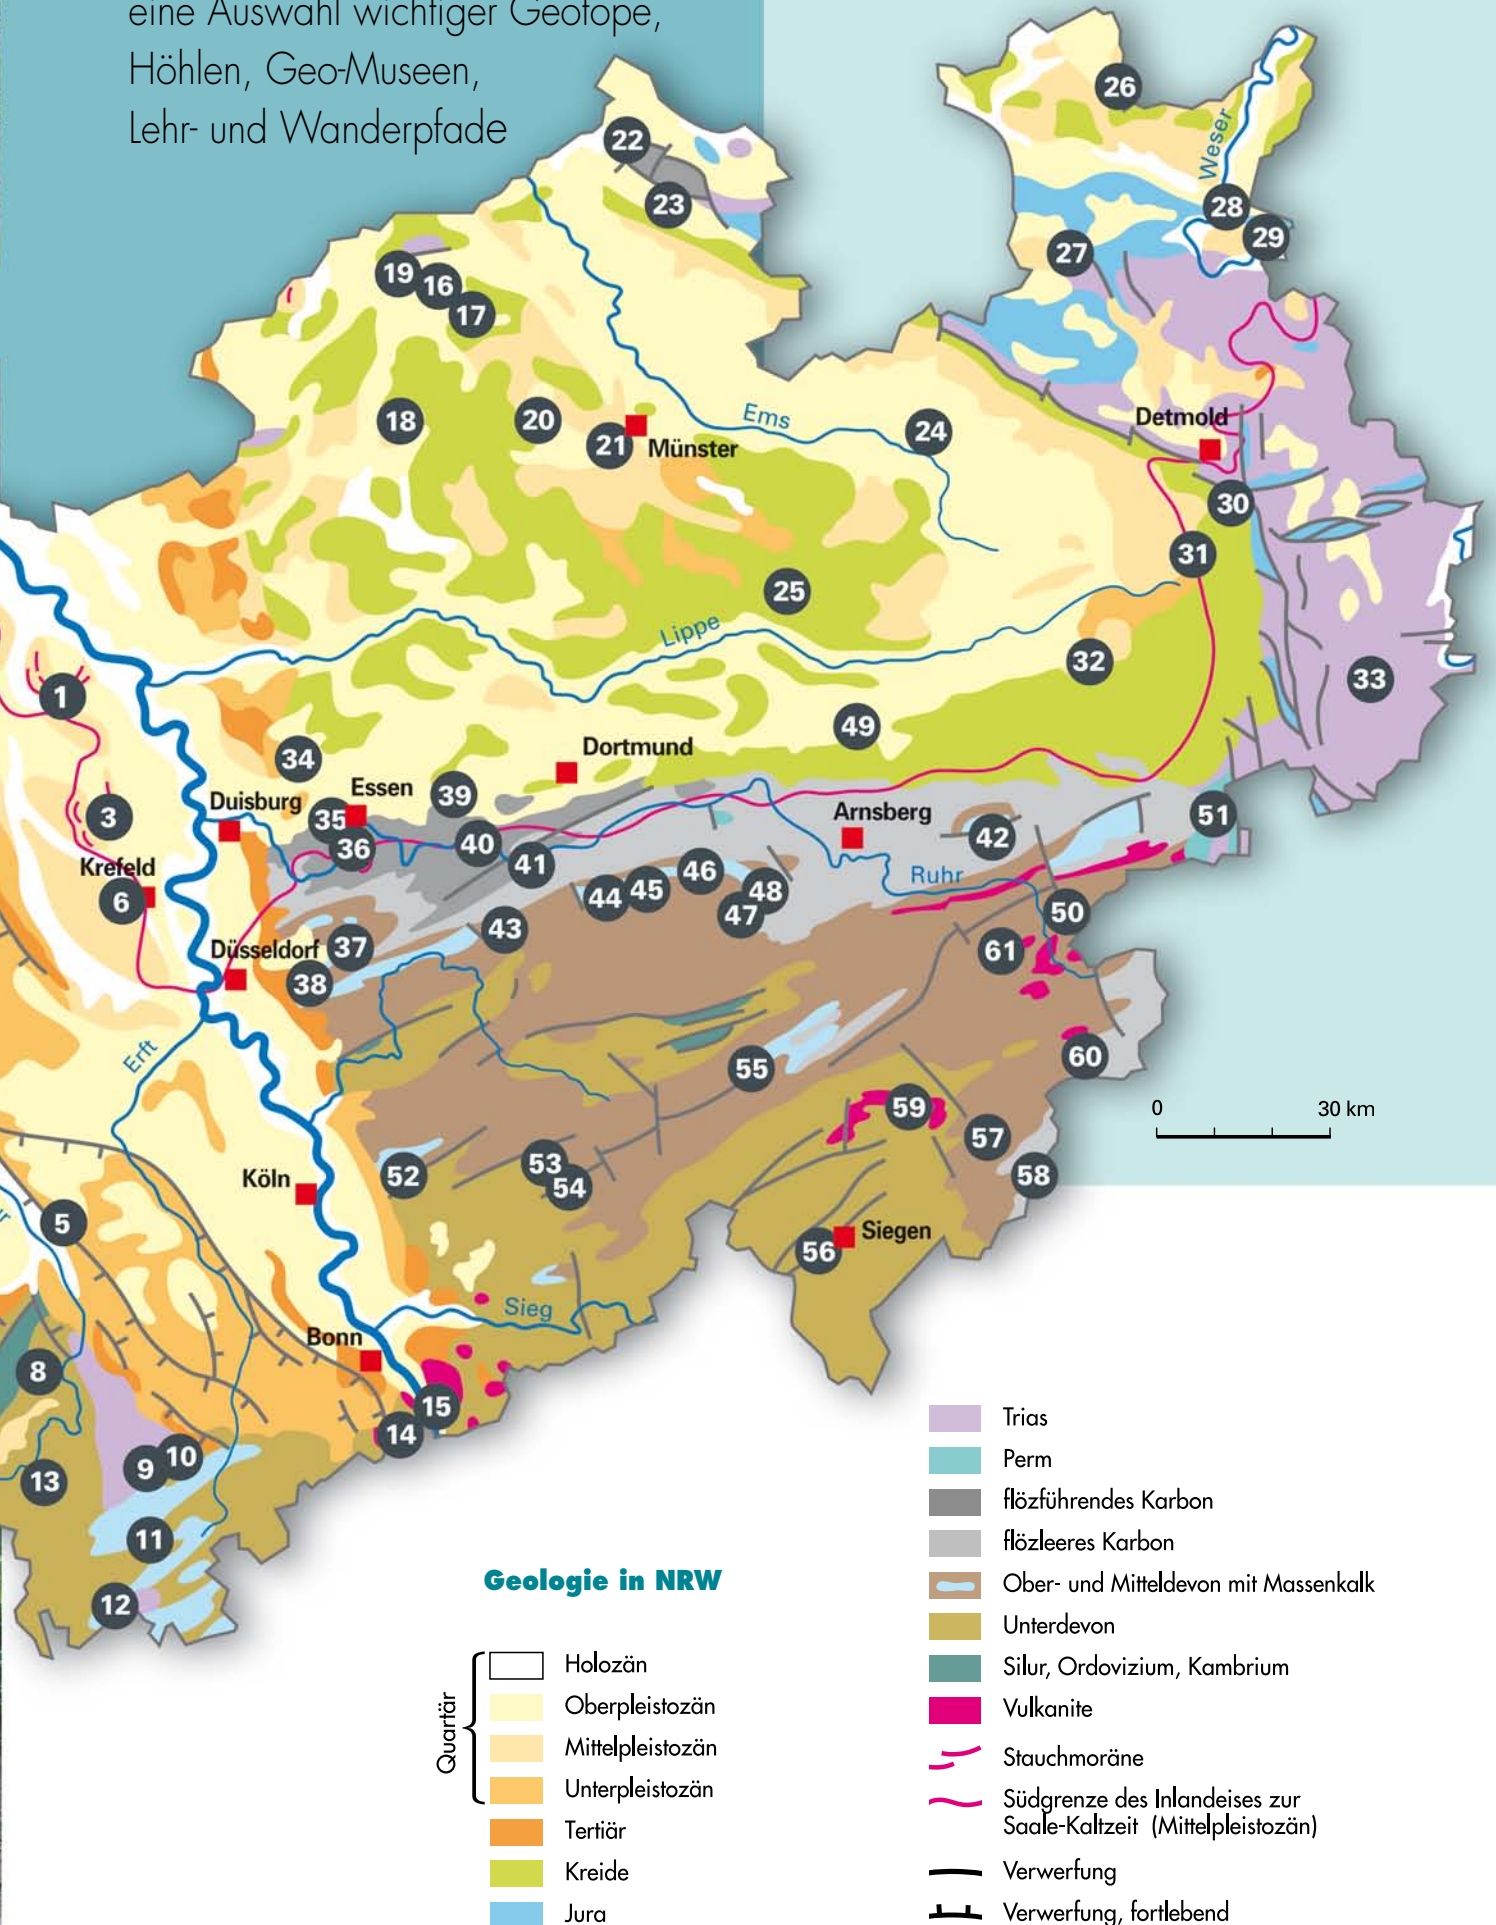 eine Auswahl wichtiger Geotope,
Höhlen, Geo-Museen,
Lehr- und Wanderpfade
26
22
Weser
23
28
29
27
19
16
17
Ems
Detmold
18
20
24
21
Münster
30
31
25
Lippe
32
33
1
49
Dortmund
34
Essen
39
Duisburg
3
35
Arnsberg
51
36
40
42
41
Krefeld
46
Ruhr
6
44
45
48
47
50
43
Düsseldorf
37
61
38
Erft
55
60
59
0
30 km
57
53
52
54
58
Köln
5
Siegen
56
Sieg
Bonn
8
15
14
10
9
13
11
12
Geologie in NRW
Quartär
Holozän
Oberpleistozän
Mittelpleistozän
Unterpleistozän
Tertiär
Kreide
Jura
Trias
Perm
flözführendes Karbon
flözleeres Karbon
Ober- und Mitteldevon mit Massenkalk
Unterdevon
Silur, Ordovizium, Kambrium
Vulkanite
Stauchmoräne
Südgrenze des Inlandeises zur
Saale-Kaltzeit (Mittelpleistozän)
Verwerfung
Verwerfung, fortlebend